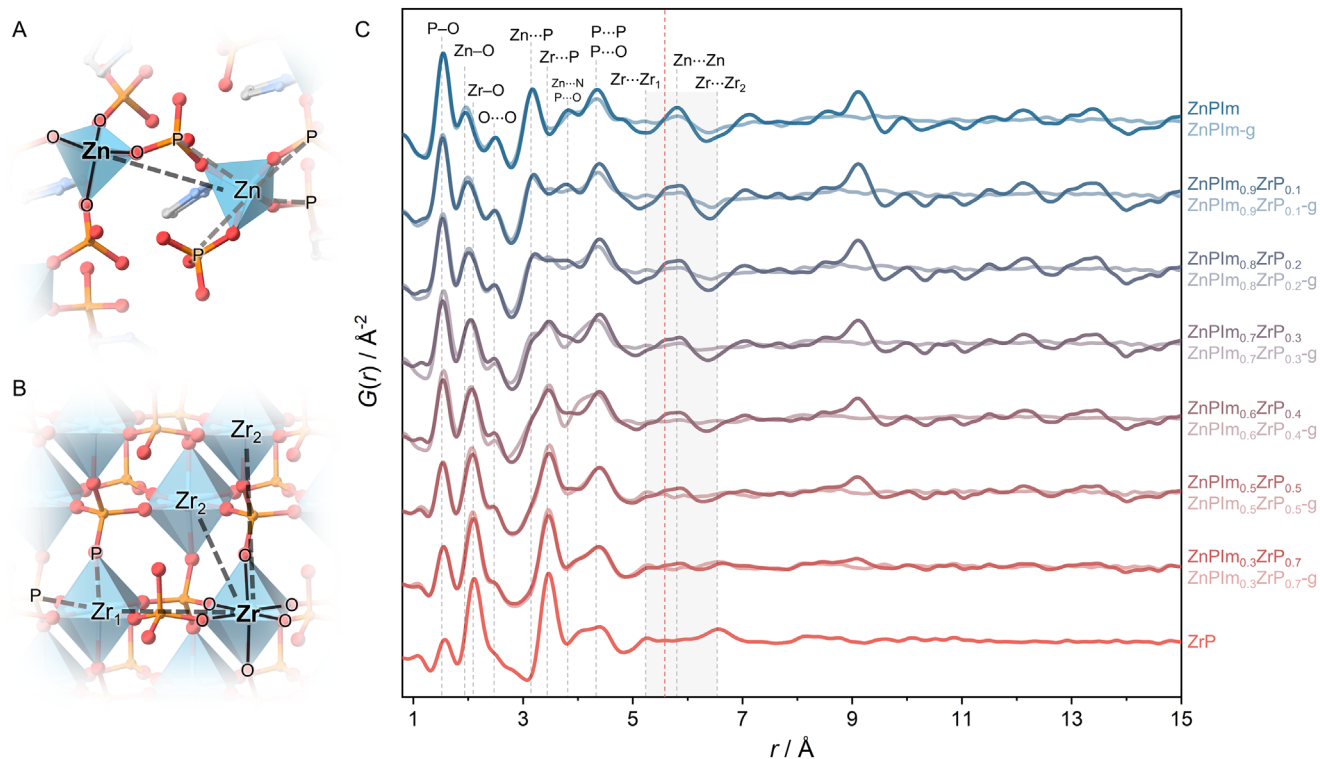 A
O
O
Zn
O
P
P
O
Zn
P
P
B
Zr₂
Zr₂
P
O
P
Zr₁
O
Zr
O
O
O
O
C
P–O
Zn–O
Zr–O
O···O
Zn···P
Zr···P
Zn···N
P···O
P···P
P···O
Zr···Zr₁
Zn···Zn
Zr···Zr₂
G(r) / Å⁻²
ZnPIm
ZnPIm-g
ZnPIm₀.₉ZrP₀.₁
ZnPIm₀.₉ZrP₀.₁-g
ZnPIm₀.₈ZrP₀.₂
ZnPIm₀.₈ZrP₀.₂-g
ZnPIm₀.₇ZrP₀.₃
ZnPIm₀.₇ZrP₀.₃-g
ZnPIm₀.₆ZrP₀.₄
ZnPIm₀.₆ZrP₀.₄-g
ZnPIm₀.₅ZrP₀.₅
ZnPIm₀.₅ZrP₀.₅-g
ZnPIm₀.₃ZrP₀.₇
ZnPIm₀.₃ZrP₀.₇-g
ZrP
1 3 5 7 9 11 13 15
r / Å